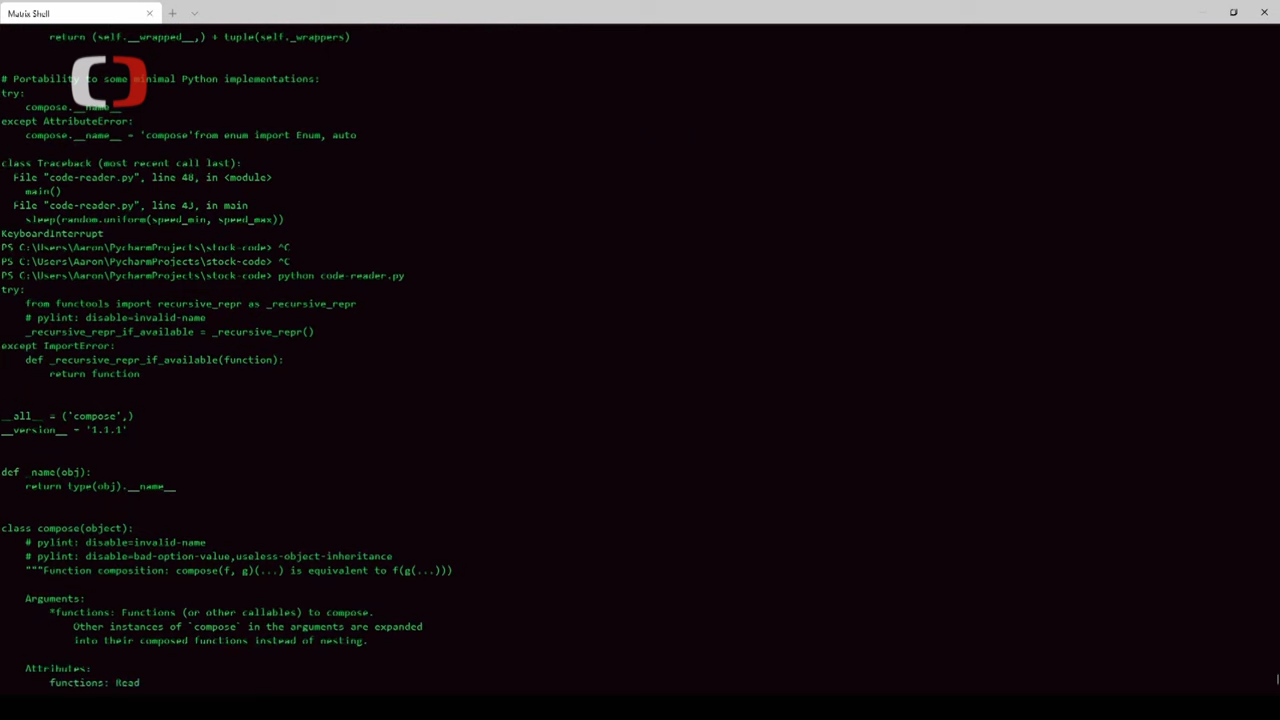 Matrix Shell
return (self.__wrapped__,) + tuple(self._wrappers)
# Portability to some minimal Python implementations:
try:
compose.__name__
except AttributeError:
compose.__name__ = 'compose'from enum import Enum, auto
class Traceback (most recent call last):
File "code-reader.py", line 48, in <module>
main()
File "code-reader.py", line 43, in main
sleep(random.uniform(speed_min, speed_max))
KeyboardInterrupt
PS C:\Users\Aaron\PycharmProjects\stock-code> ^C
PS C:\Users\Aaron\PycharmProjects\stock-code> ^C
PS C:\Users\Aaron\PycharmProjects\stock-code> python code-reader.py
try:
from functools import recursive_repr as _recursive_repr
# pylint: disable=invalid-name
_recursive_repr_if_available = _recursive_repr()
except ImportError:
def _recursive_repr_if_available(function):
return function
__all__ = ('compose',)
__version__ = '1.1.1'
def _name(obj):
return type(obj).__name__
class compose(object):
# pylint: disable=invalid-name
# pylint: disable=bad-option-value,useless-object-inheritance
"""Function composition: compose(f, g)(...) is equivalent to f(g(...)))
Arguments:
*functions: Functions (or other callables) to compose.
Other instances of `compose` in the arguments are expanded
into their composed functions instead of nesting.
Attributes:
functions: Read